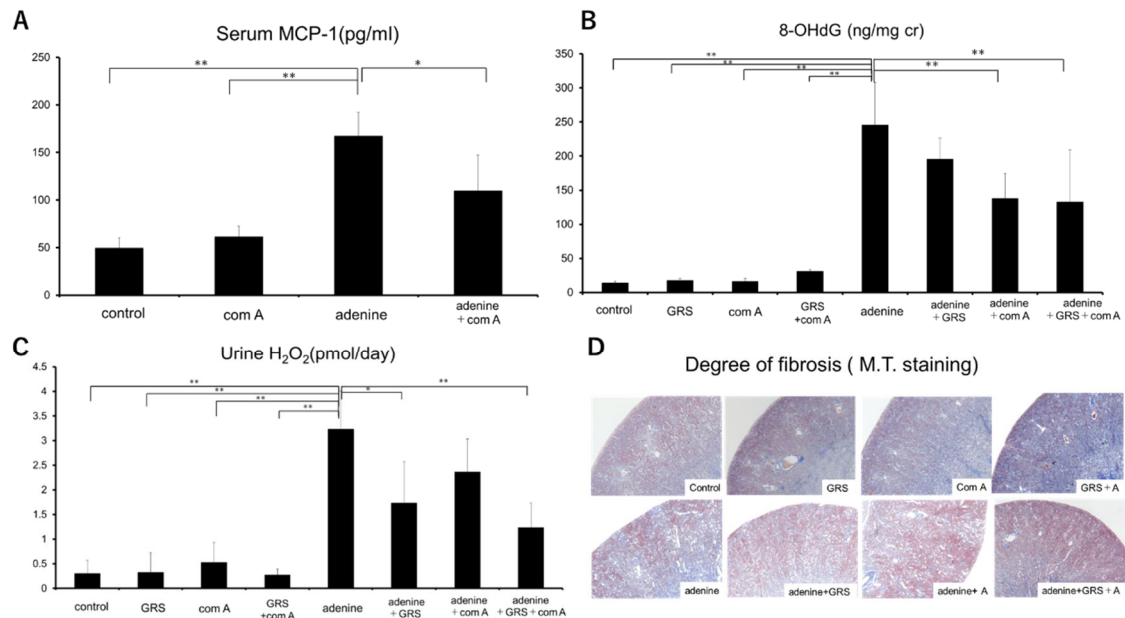 A
Serum MCP-1(pg/ml)
250
200
150
100
50
0
**
**
*
control
com A
adenine
adenine
+ com A
B
8-OHdG (ng/mg cr)
350
300
250
200
150
100
50
0
**
**
**
**
**
**
control
GRS
com A
GRS
+com A
adenine
adenine
+GRS
adenine
+com A
adenine
+GRS+com A
C
Urine H₂O₂(pmol/day)
4.5
4
3.5
3
2.5
2
1.5
1
0.5
0
**
**
**
**
*
**
control
GRS
com A
GRS
+com A
adenine
adenine
+ GRS
adenine
+ com A
adenine
+ GRS + com A
D
Degree of fibrosis ( M.T. staining)
Control
GRS
Com A
GRS+A
adenine
adenine+GRS
adenine+ A
adenine+GRS+A